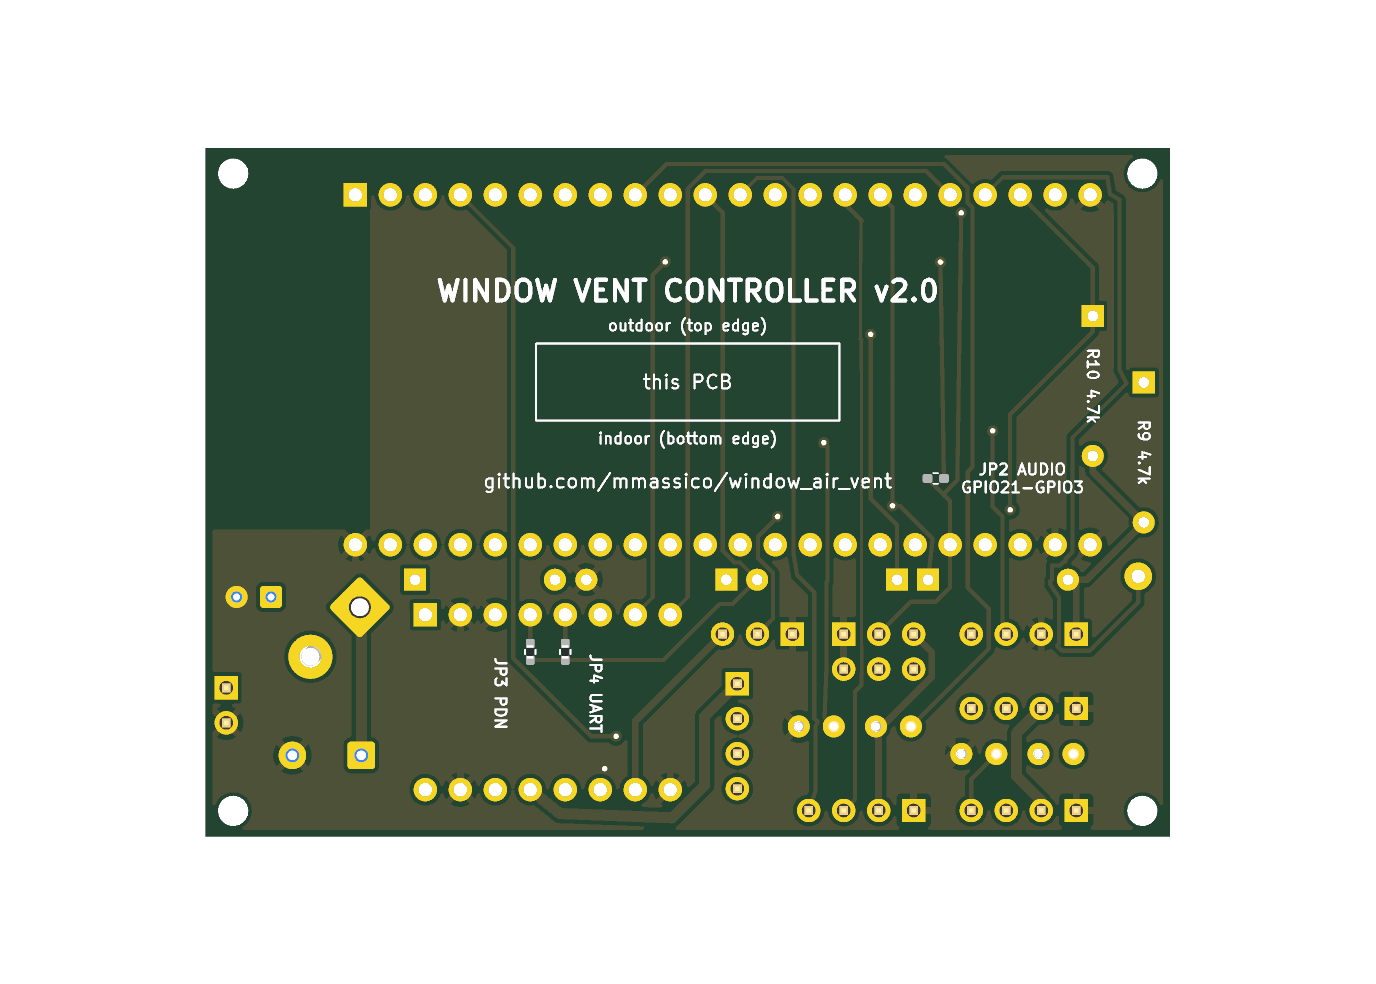 WINDOW VENT CONTROLLER v2.0
outdoor (top edge)
this PCB
indoor (bottom edge)
github.com/mmassico/window_air_vent
R10 4.7k
R9 4.7k
JP2 AUDIO
GPIO21-GPIO3
JP3 PDN
JP4 UART